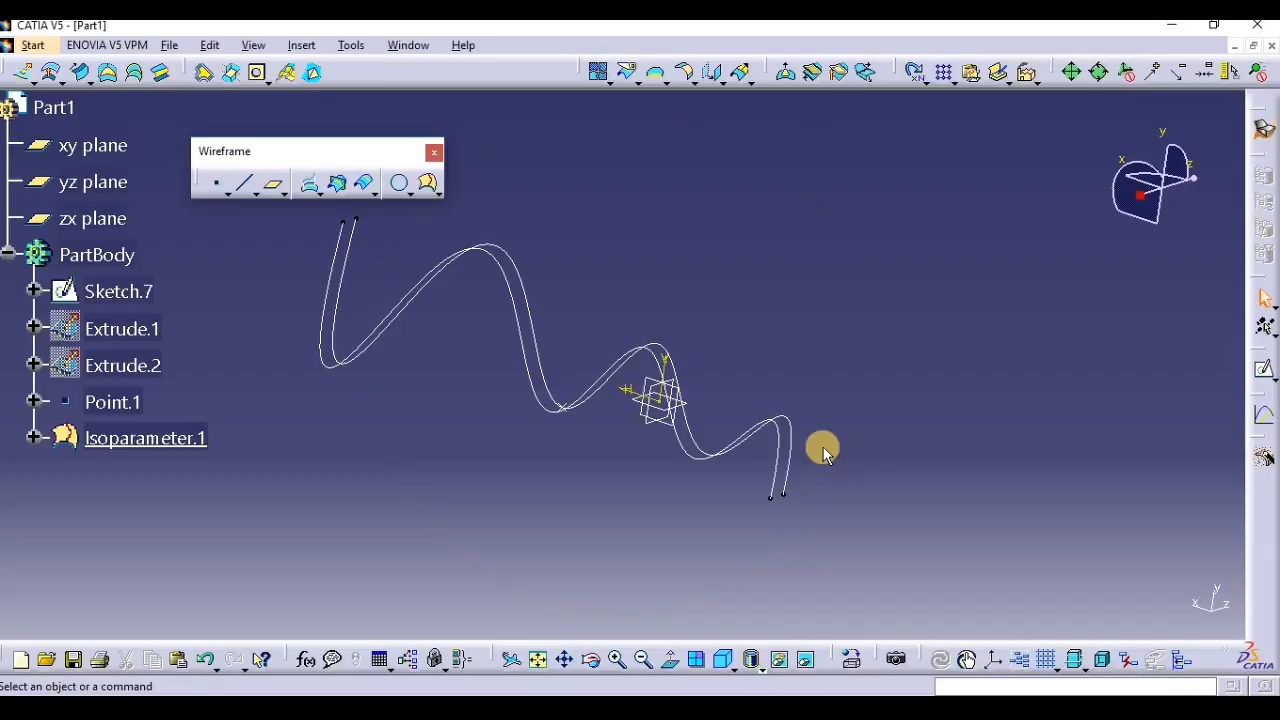 CATIA V5 - [Part1]
Start ENOVIA V5 VPM File Edit View Insert Tools Window Help
Part1
xy plane
yz plane
zx plane
PartBody
Sketch.7
Extrude.1
Extrude.2
Point.1
Isoparameter.1
Wireframe
H
y
x
z
y
x
z
f(x)
CATIA
Select an object or a command